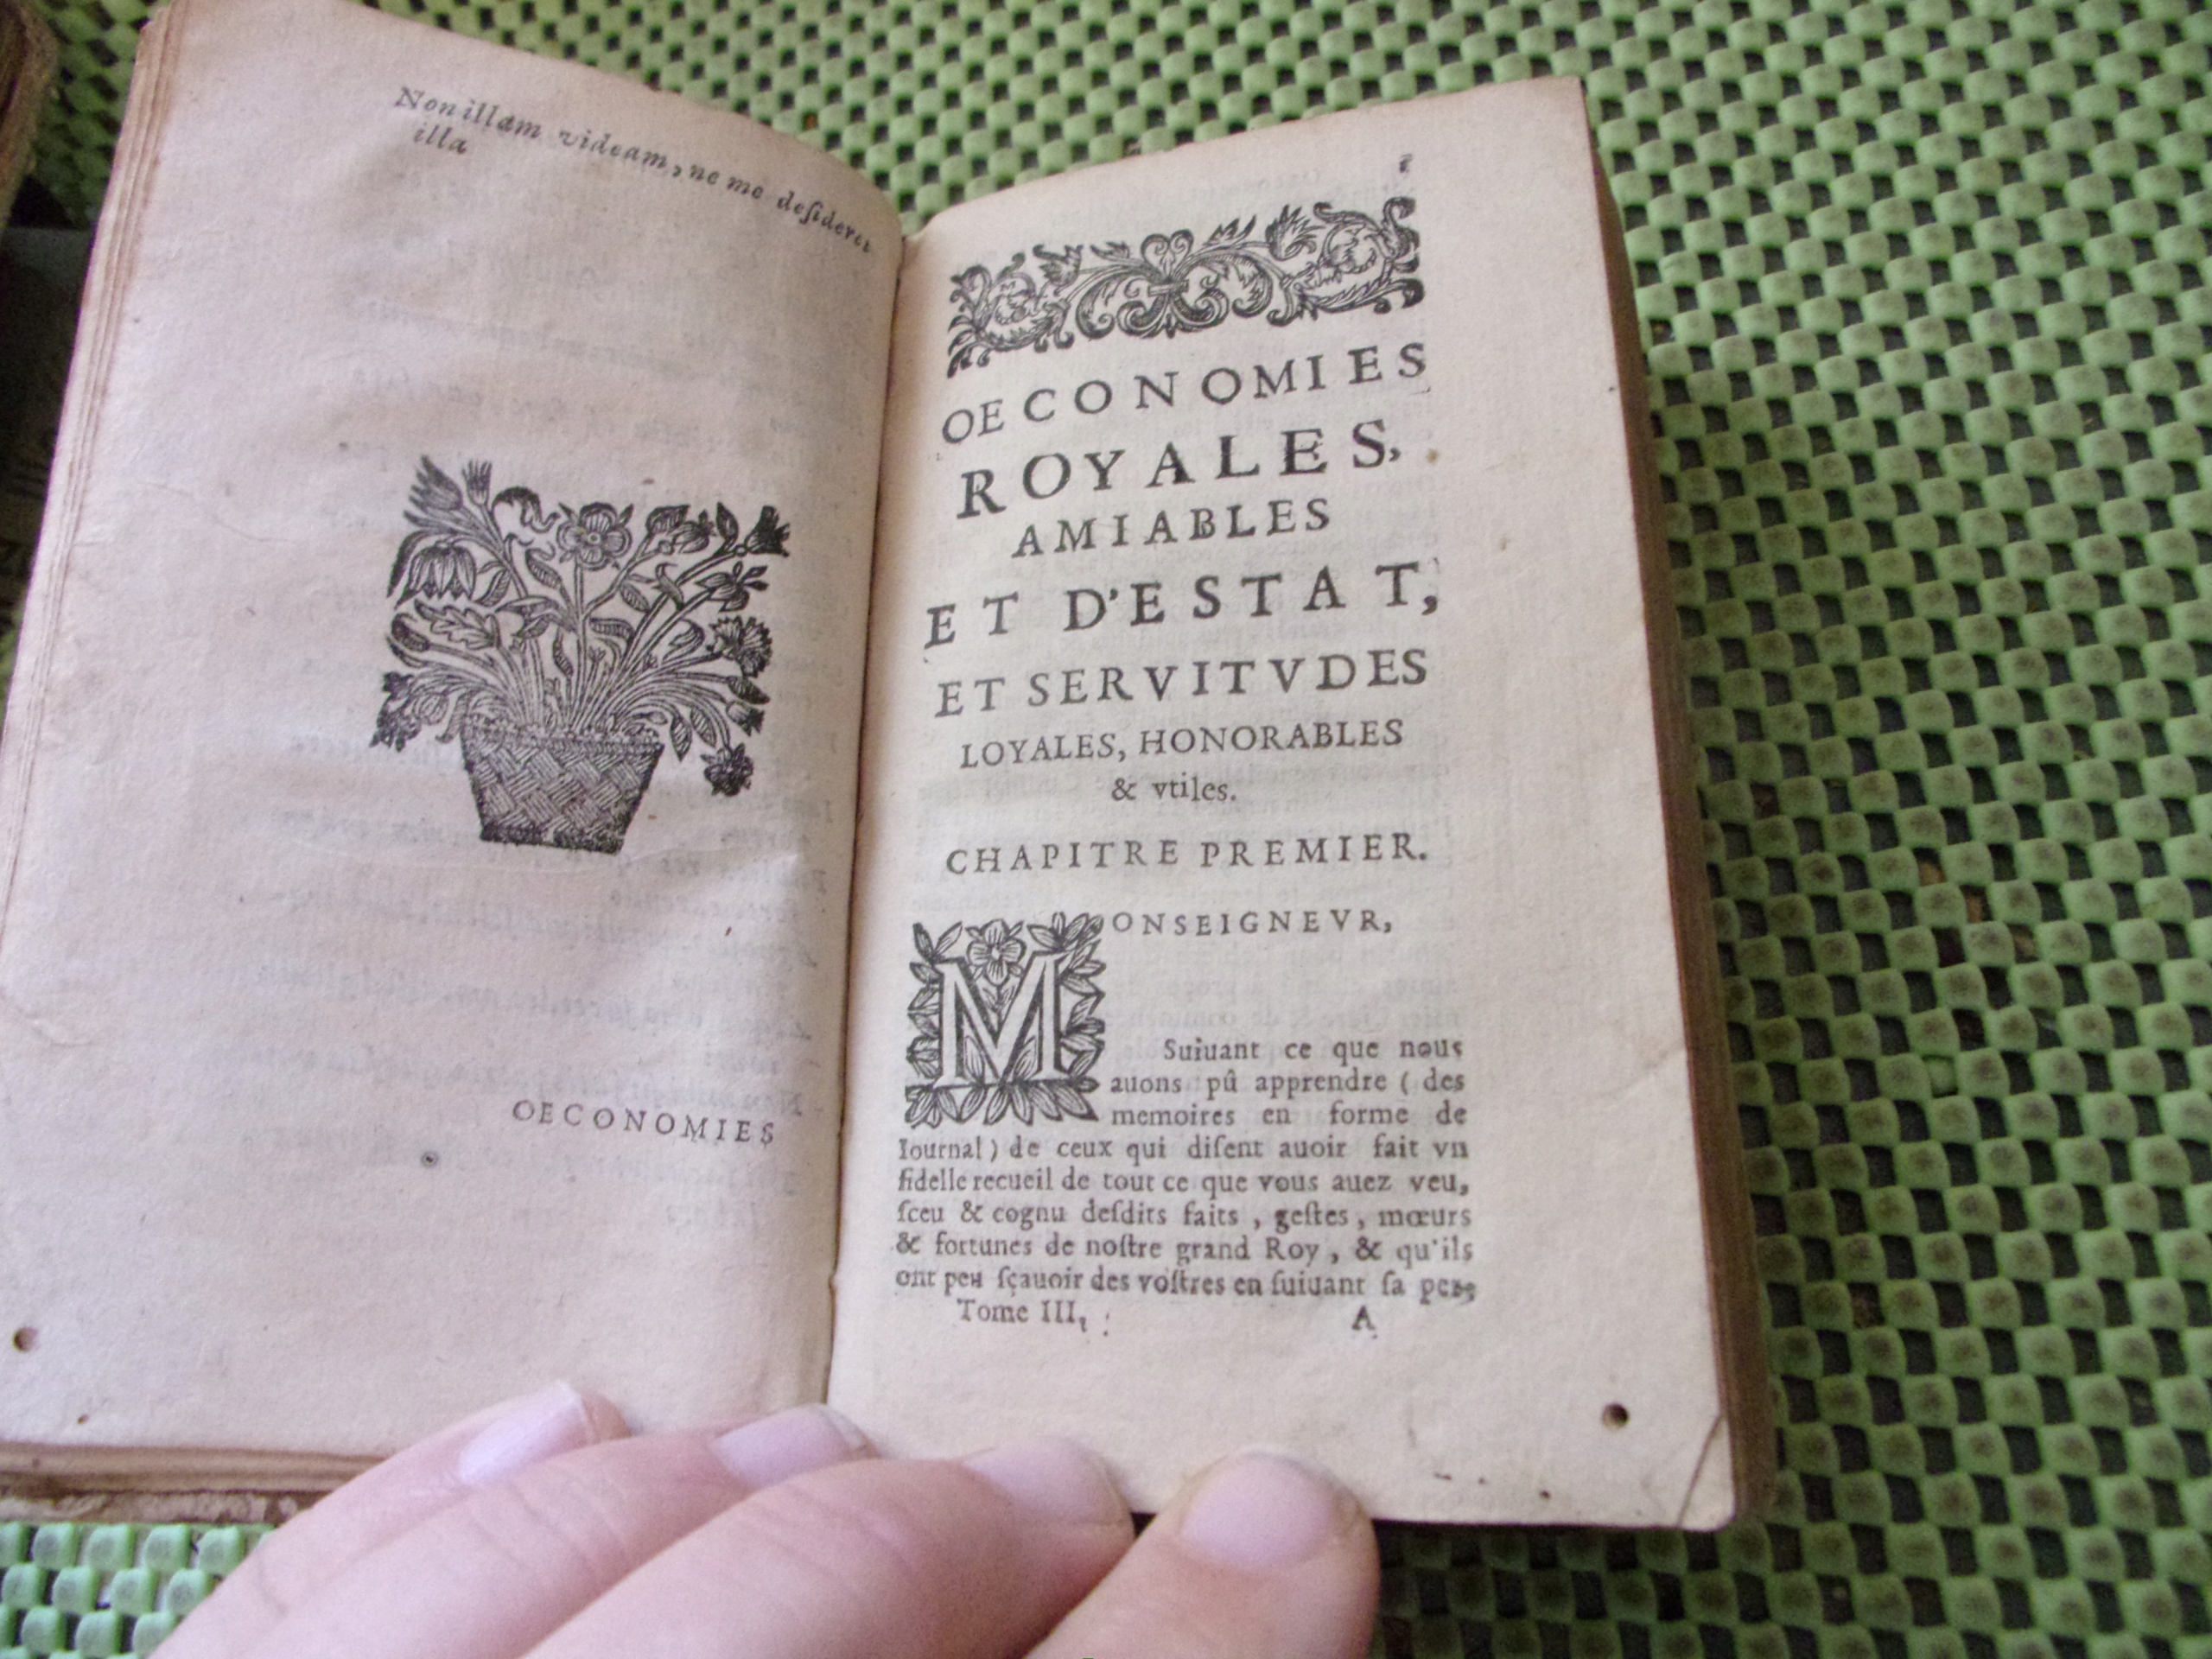 Non illam videam, ne me desideret
illa
OECONOMIES
OECONOMIES
ROYALES,
AMIABLES
ET D'ESTAT,
ET SERVITVDES
LOYALES, HONORABLES
& vtiles.
CHAPITRE PREMIER.
MONSEIGNEVR,
Suiuant ce que nous
auons pû apprendre ( des
memoires en forme de
Iournal ) de ceux qui diſent auoir fait vn
fidelle recueil de tout ce que vous auez veu,
ſceu & cognu deſdits faits, geſtes, mœurs
& fortunes de noſtre grand Roy, & qu'ils
ont peu ſçauoir des voſtres en ſuiuant ſa
Tome III.
A